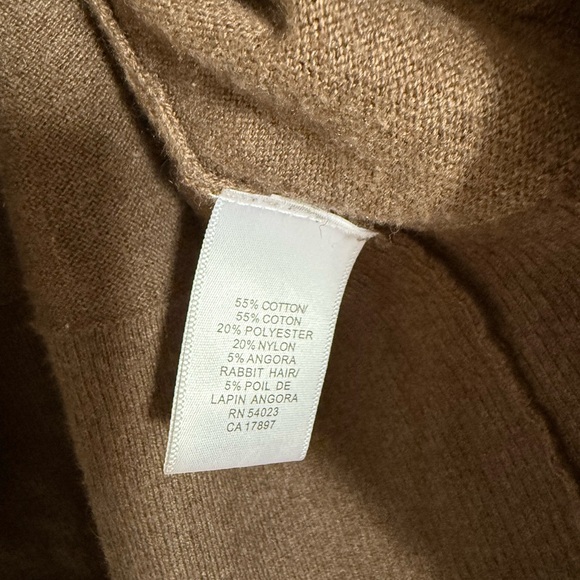 55% COTTON/
55% COTON
20% POLYESTER
20% NYLON
5% ANGORA
RABBIT HAIR/
5% POIL DE
LAPIN ANGORA
RN 54023
CA 17897